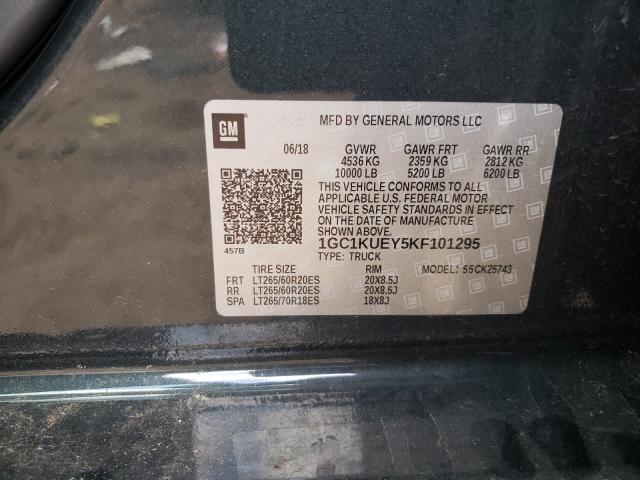 GM
MFD BY GENERAL MOTORS LLC
06/18 GVWR GAWR FRT GAWR RR
4536 KG 2359 KG 2812 KG
10000 LB 5200 LB 6200 LB
THIS VEHICLE CONFORMS TO ALL
APPLICABLE U.S. FEDERAL MOTOR
VEHICLE SAFETY STANDARDS IN EFFECT
ON THE DATE OF MANUFACTURE
SHOWN ABOVE.
457B 1GC1KUEY5KF101295
TYPE: TRUCK
TIRE SIZE RIM MODEL: 55CK25743
FRT LT265/60R20ES 20X8.5J
RR LT265/60R20ES 20X8.5J
SPA LT265/70R18ES 18X8J